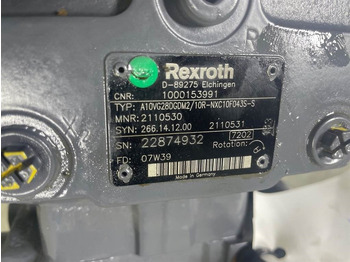 Rexroth
D-89275 Elchingen
CNR: 1000153991
TYP: A10VG28DGDM2/10R-NXC10F043S-S
MNR: 2110530
SYN: 266.14.12.00 2110531
SN: 22874932 7202
Rotation:
FD: 07W39
Made in Germany